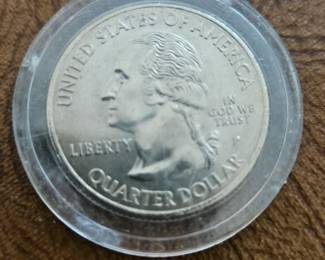 UNITED STATES OF AMERICA
IN
GOD WE
TRUST
LIBERTY
P
QUARTER DOLLAR